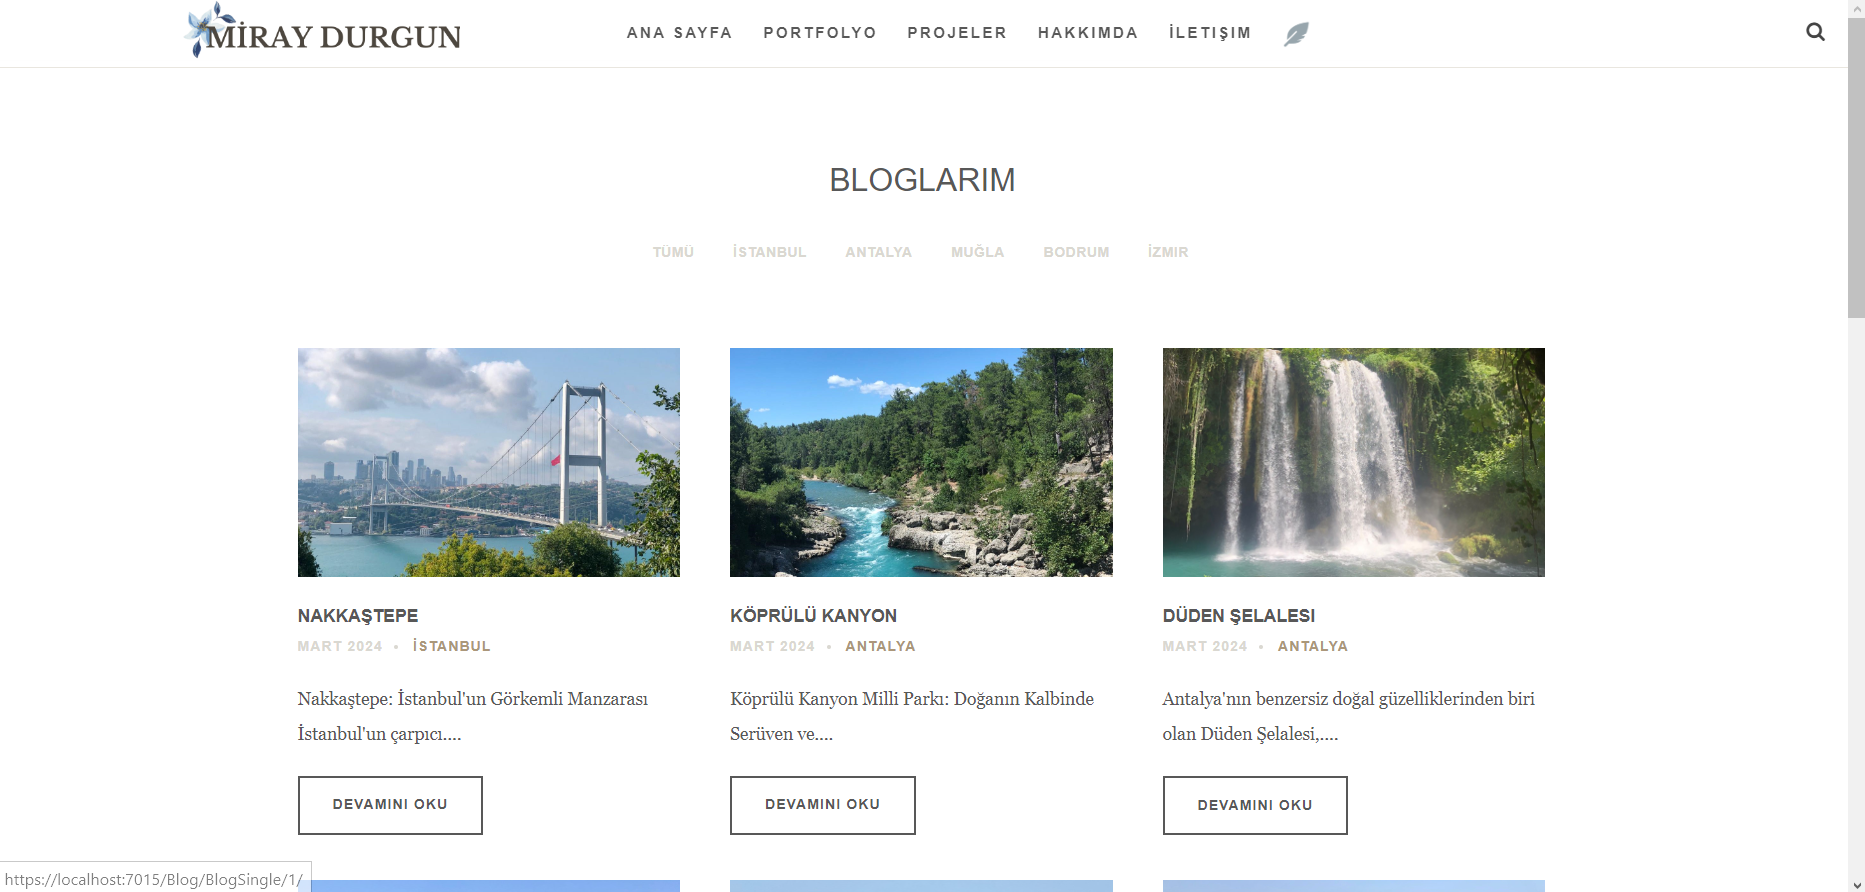 MİRAY DURGUN
ANA SAYFA PORTFOLYO PROJELER HAKKIMDA İLETIŞIM
BLOGLARIM
TÜMÜ İSTANBUL ANTALYA MUĞLA BODRUM İZMIR
NAKKAŞTEPE
MART 2024 • İSTANBUL
Nakkaştepe: İstanbul'un Görkemli Manzarası
İstanbul'un çarpıcı....
DEVAMINI OKU
KÖPRÜLÜ KANYON
MART 2024 • ANTALYA
Köprülü Kanyon Milli Parkı: Doğanın Kalbinde
Serüven ve....
DEVAMINI OKU
DÜDEN ŞELALESI
MART 2024 • ANTALYA
Antalya'nın benzersiz doğal güzelliklerinden biri
olan Düden Şelalesi,....
DEVAMINI OKU
https://localhost:7015/Blog/BlogSingle/1/